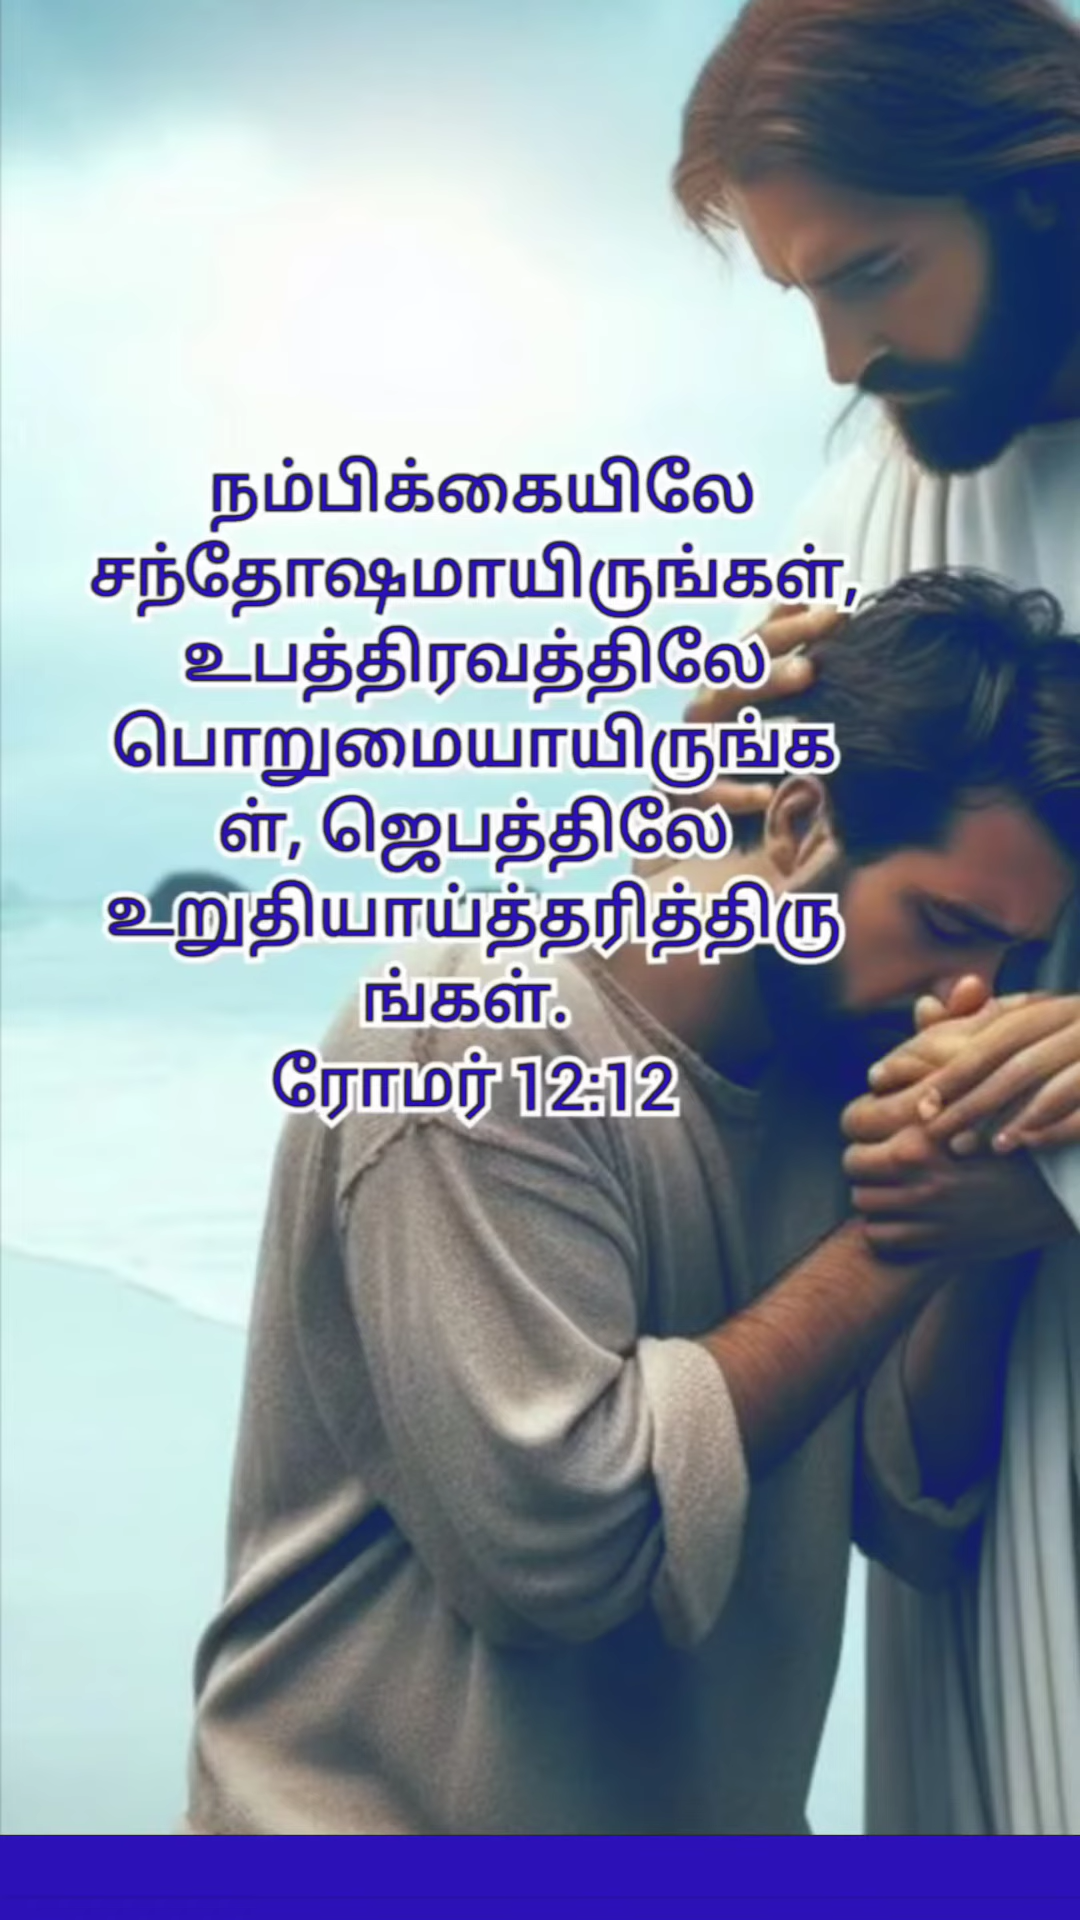 நம்பிக்கையிலே
சந்தோஷமாயிருங்கள்,
உபத்திரவத்திலே
பொறுமையாயிருங்க
ள், ஜெபத்திலே
உறுதியாய்த்தரித்திரு
ங்கள்.
ரோமர் 12:12